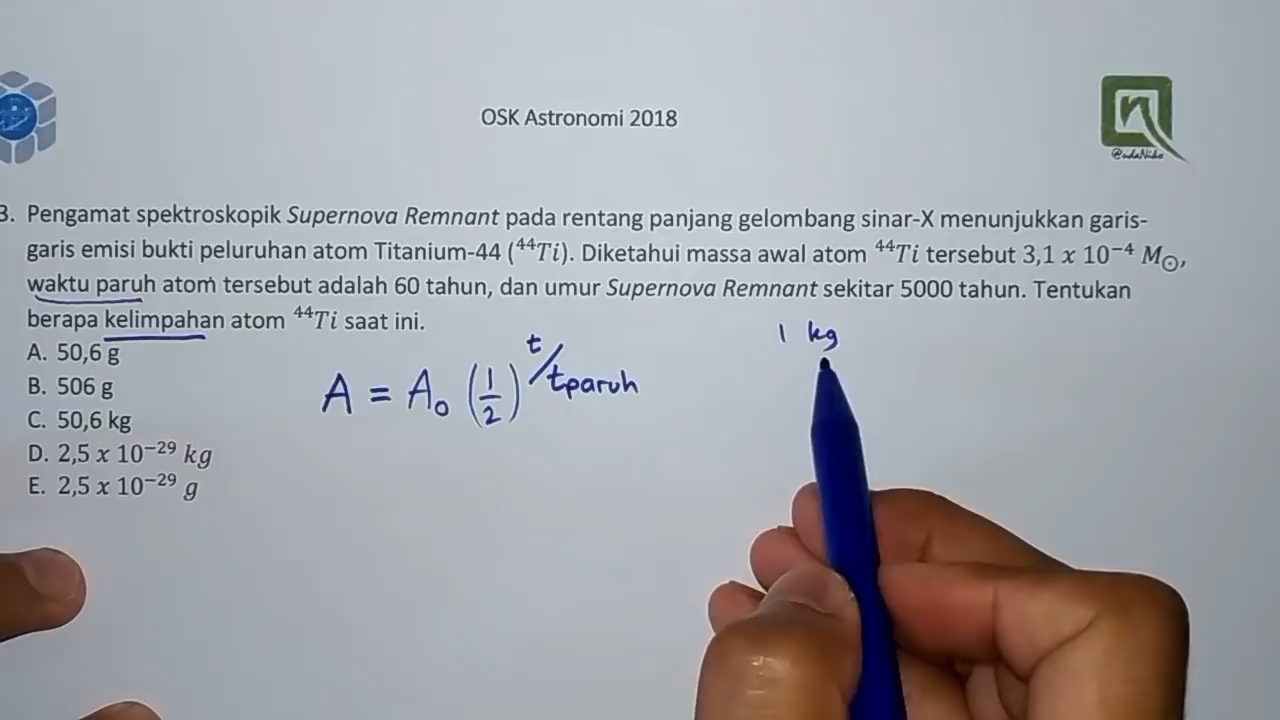 OSK Astronomi 2018
@udaNiko
3. Pengamat spektroskopik Supernova Remnant pada rentang panjang gelombang sinar-X menunjukkan garis-
garis emisi bukti peluruhan atom Titanium-44 (⁴⁴Ti). Diketahui massa awal atom ⁴⁴Ti tersebut 3,1 x 10⁻⁴ M☉,
waktu paruh atom tersebut adalah 60 tahun, dan umur Supernova Remnant sekitar 5000 tahun. Tentukan
berapa kelimpahan atom ⁴⁴Ti saat ini.
A. 50,6 g
B. 506 g
C. 50,6 kg
D. 2,5 x 10⁻²⁹ kg
E. 2,5 x 10⁻²⁹ g
A = A₀ (1/2)^t/tparuh
1 kg